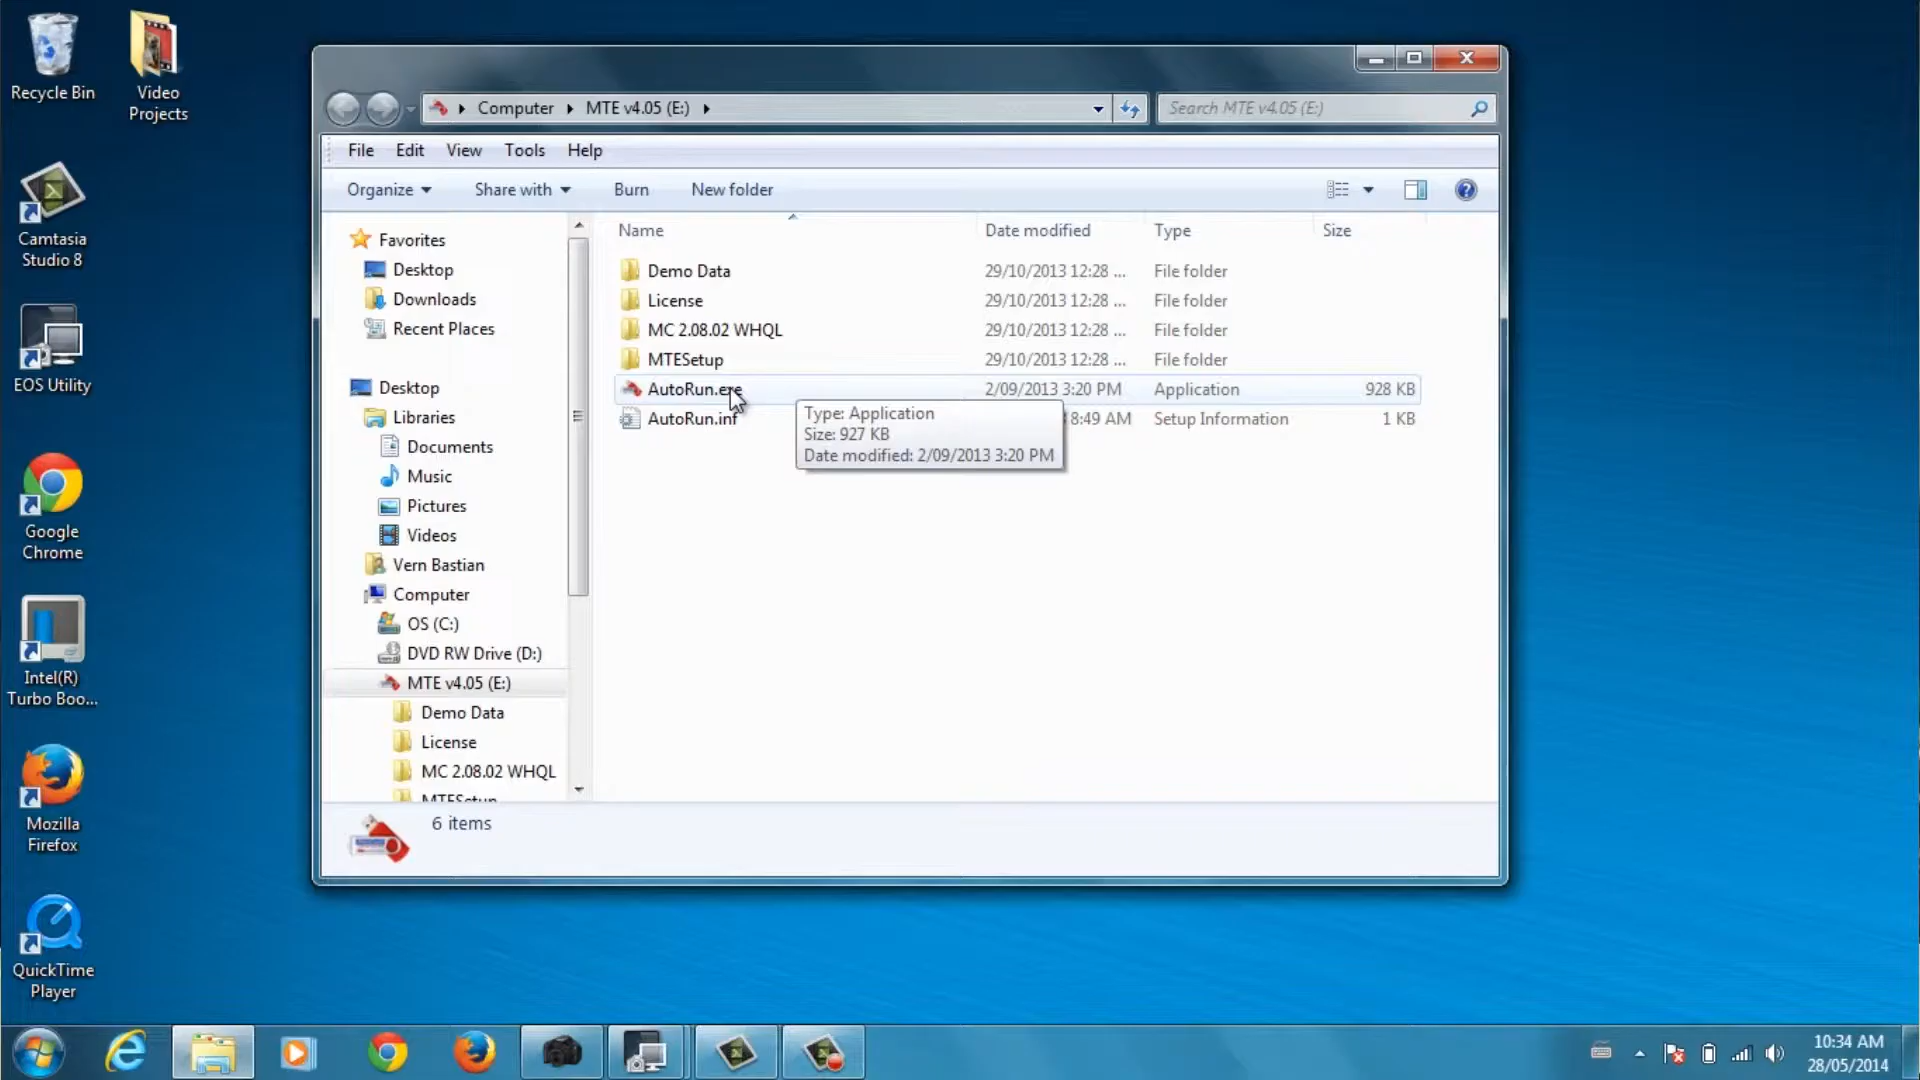 Recycle Bin
Video
Projects
Camtasia
Studio 8
EOS Utility
Google
Chrome
Intel(R)
Turbo Boo...
Mozilla
Firefox
QuickTime
Player
Computer
MTE v4.05 (E:)
Search MTE v4.05 (E:)
File Edit View Tools Help
Organize Share with Burn New folder
Favorites
Desktop
Downloads
Recent Places
Desktop
Libraries
Documents
Music
Pictures
Videos
Vern Bastian
Computer
OS (C:)
DVD RW Drive (D:)
MTE v4.05 (E:)
Demo Data
License
MC 2.08.02 WHQL
MTESetup
Name Date modified Type Size
Demo Data 29/10/2013 12:28 ... File folder
License 29/10/2013 12:28 ... File folder
MC 2.08.02 WHQL 29/10/2013 12:28 ... File folder
MTESetup 29/10/2013 12:28 ... File folder
AutoRun.exe 2/09/2013 3:20 PM Application 928 KB
AutoRun.inf 8:49 AM Setup Information 1 KB
Type: Application
Size: 927 KB
Date modified: 2/09/2013 3:20 PM
6 items
10:34 AM
28/05/2014